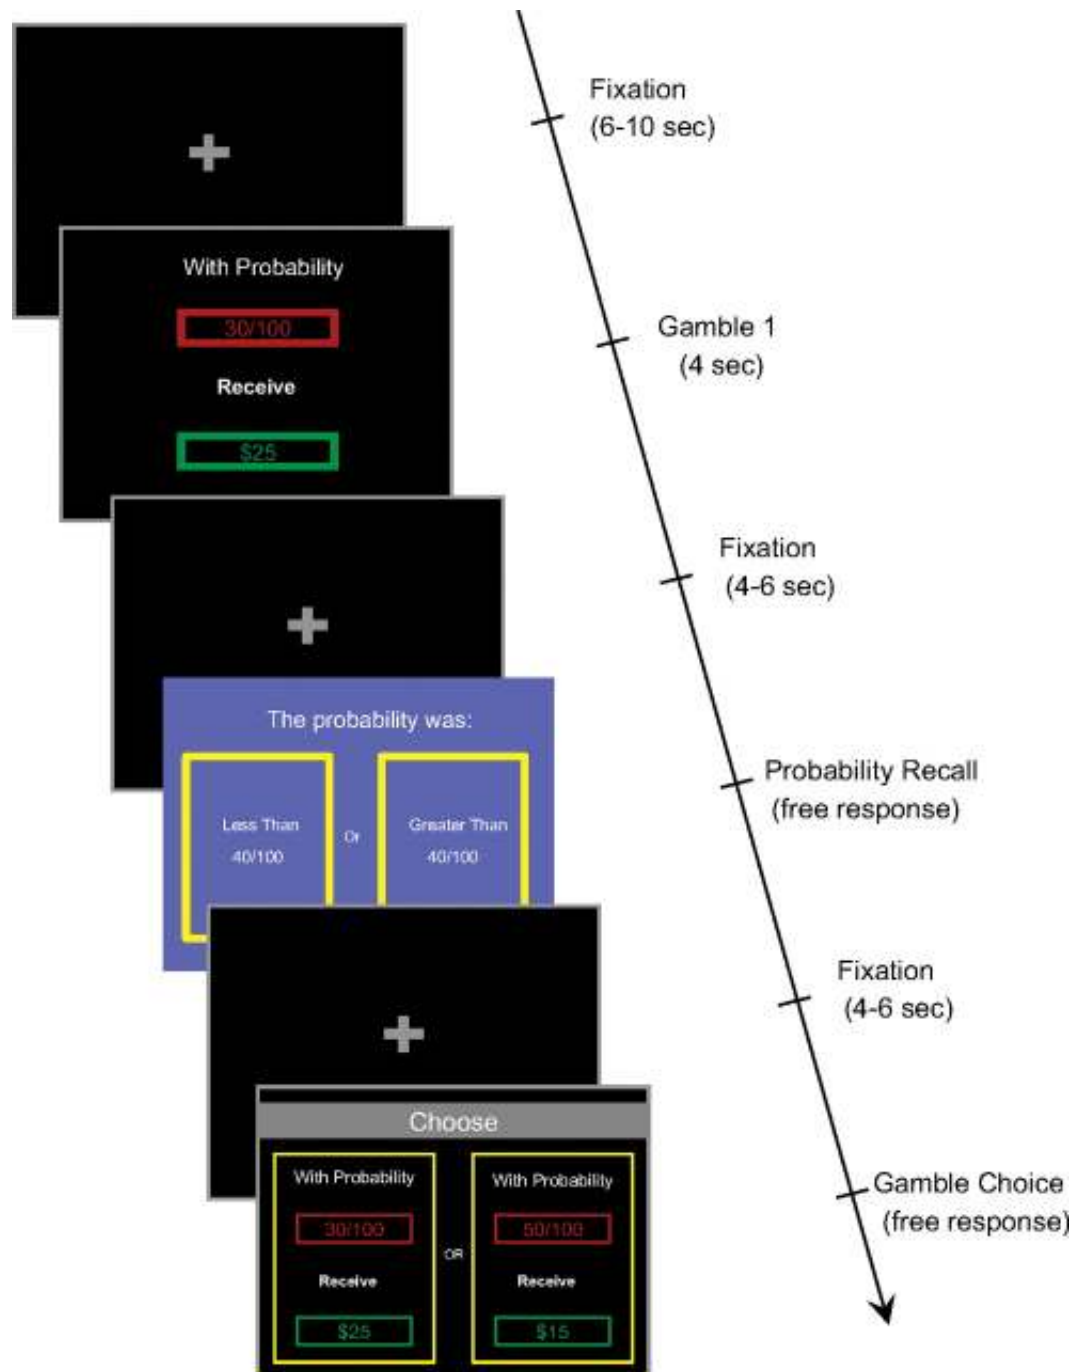 Fixation
(6-10 sec)
With Probability
30/100
Receive
$25
Gamble 1
(4 sec)
Fixation
(4-6 sec)
The probability was:
Less Than
40/100
Or
Greater Than
40/100
Probability Recall
(free response)
Fixation
(4-6 sec)
Choose
With Probability
30/100
Receive
$25
OR
With Probability
50/100
Receive
$15
Gamble Choice
(free response)